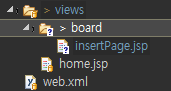 > views
> board
insertPage.jsp
home.jsp
web.xml